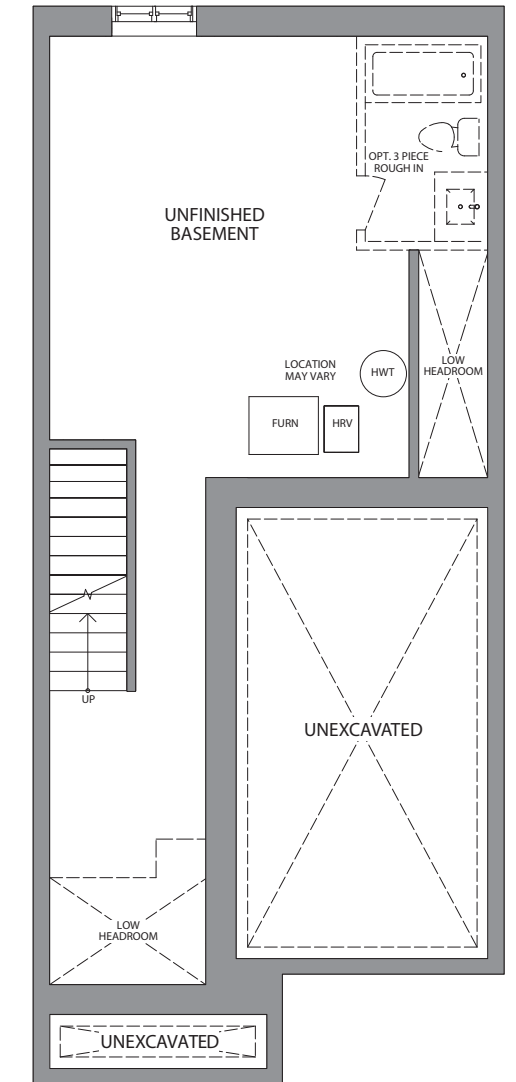 OPT. 3 PIECE
ROUGH IN
UNFINISHED
BASEMENT
LOCATION
MAY VARY
HWT
LOW
HEADROOM
FURN
HRV
UP
UNEXCAVATED
LOW
HEADROOM
UNEXCAVATED